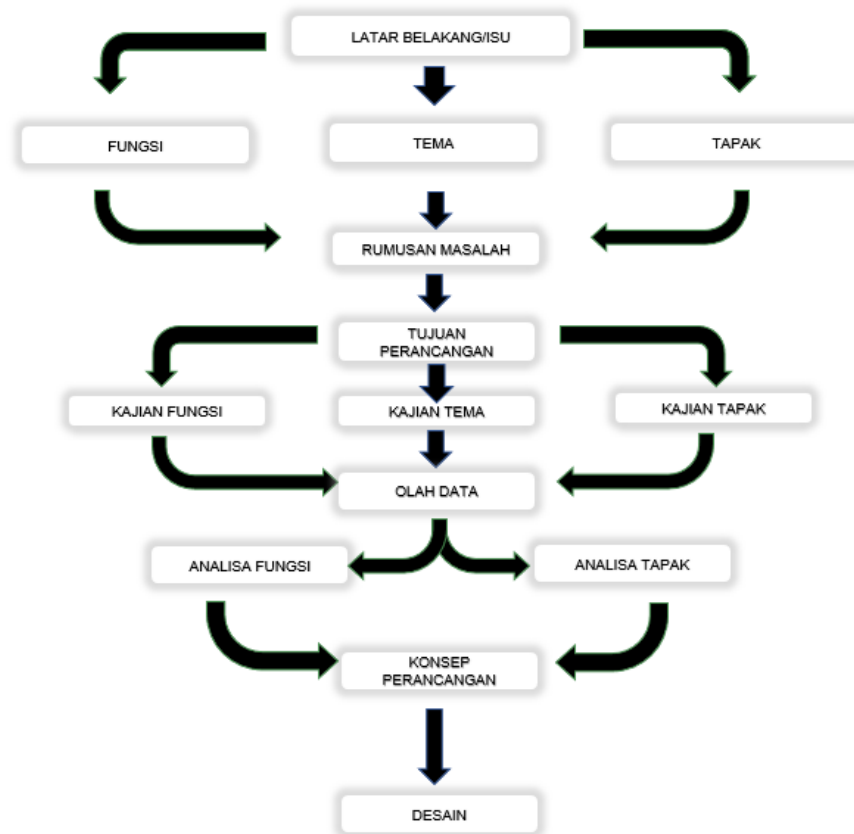 LATAR BELAKANG/ISU
FUNGSI
TEMA
TAPAK
RUMUSAN MASALAH
TUJUAN
PERANCANGAN
KAJIAN FUNGSI
KAJIAN TEMA
KAJIAN TAPAK
OLAH DATA
ANALISA FUNGSI
ANALISA TAPAK
KONSEP
PERANCANGAN
DESAIN